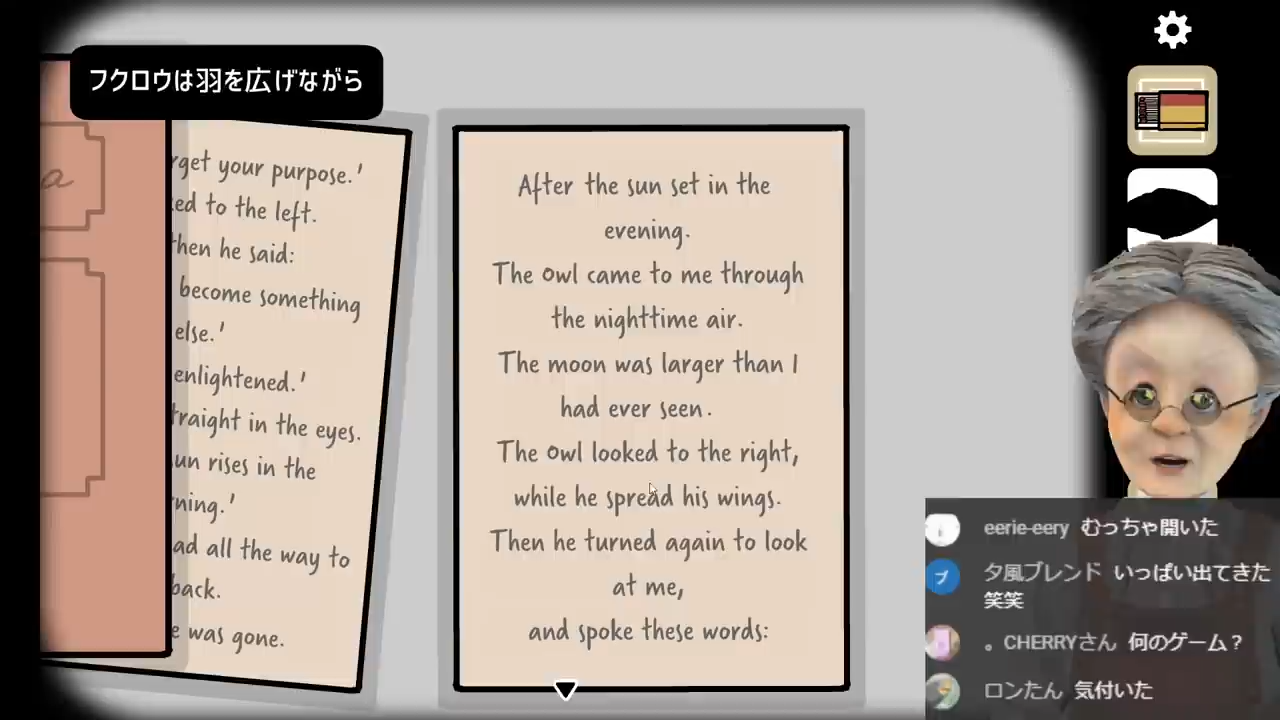 フクロウは羽を広げながら
a
rget your purpose.'
ed to the left.
then he said:
become something
else.'
enlightened.'
traight in the eyes.
un rises in the
ning.'
ad all the way to
back.
e was gone.
After the sun set in the
evening.
The Owl came to me through
the nighttime air.
The moon was larger than I
had ever seen.
The Owl looked to the right,
while he spread his wings.
Then he turned again to look
at me,
and spoke these words:
eerie-eery むっちゃ開いた
ブ 夕風ブレンド いっぱい出てきた
笑笑
。CHERRYさん 何のゲーム？
ロンたん 気付いた